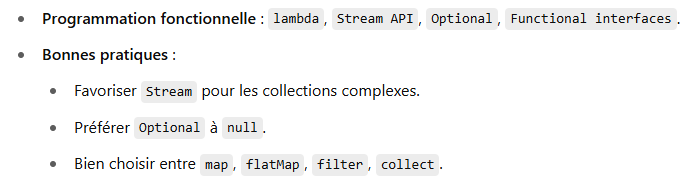 Programmation fonctionnelle : lambda, Stream API, Optional, Functional interfaces.
Bonnes pratiques :
Favoriser Stream pour les collections complexes.
Préférer Optional à null.
Bien choisir entre map, flatMap, filter, collect.